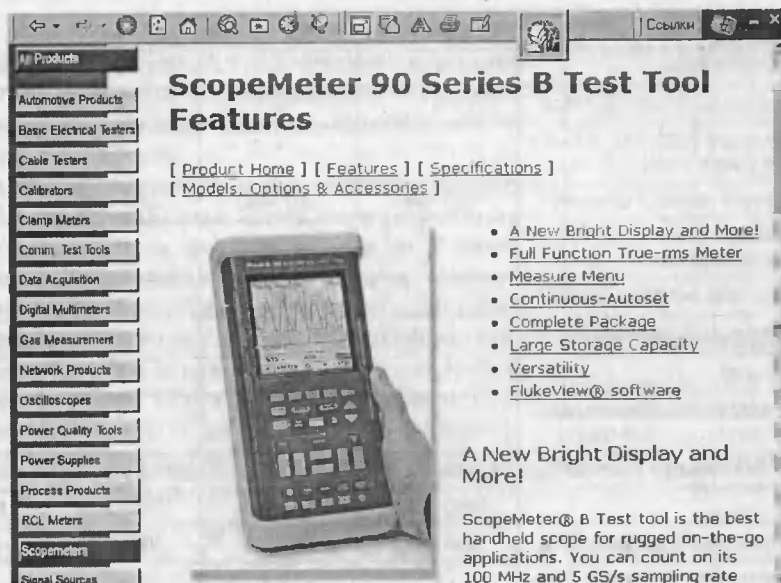 Ссылки
All Products
Automotive Products
Basic Electrical Testers
Cable Testers
Calibrators
Clamp Meters
Comm. Test Tools
Data Acquisition
Digital Multimeters
Gas Measurement
Network Products
Oscilloscopes
Power Quality Tools
Power Supplies
Process Products
RCL Meters
Scopemeters
Signal Sources
ScopeMeter 90 Series B Test Tool
Features
[ Product Home ] [ Features ] [ Specifications ]
[ Models, Options & Accessories ]
• A New Bright Display and More!
• Full Function True-rms Meter
• Measure Menu
• Continuous-Autoset
• Complete Package
• Large Storage Capacity
• Versatility
• FlukeView® software
A New Bright Display and
More!
ScopeMeter® B Test tool is the best
handheld scope for rugged on-the-go
applications. You can count on its
100 MHz and 5 GS/s sampling rate